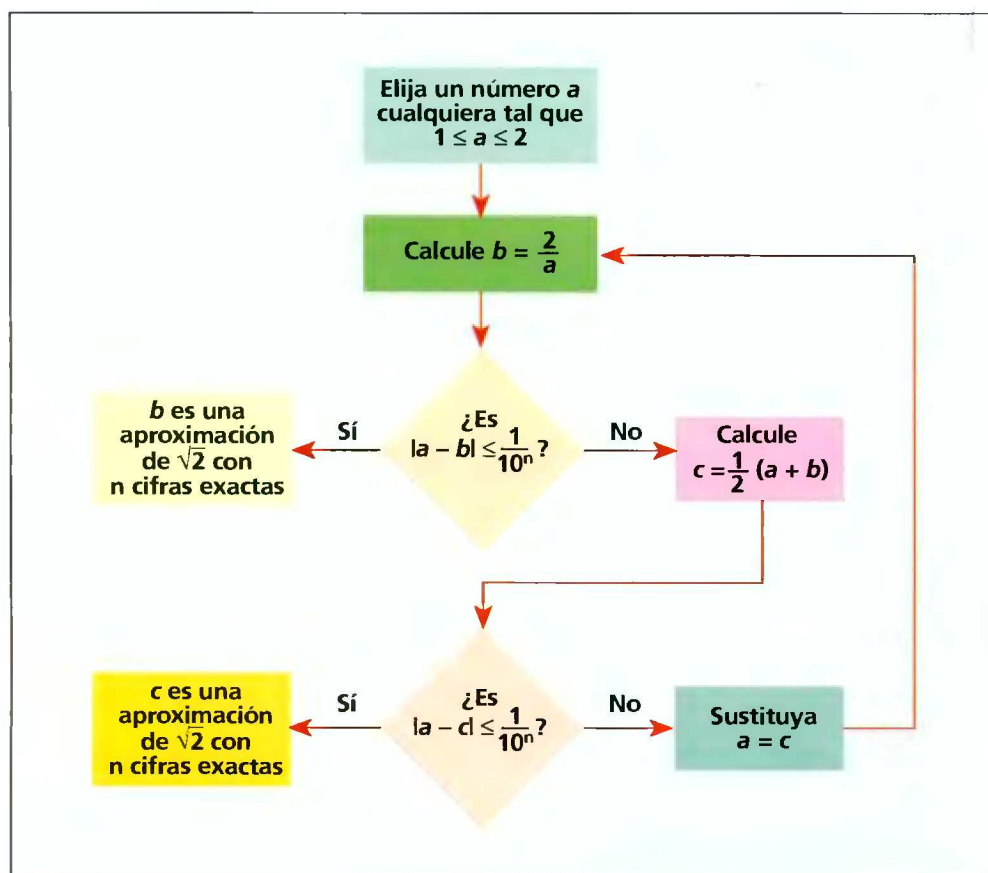 Elija un número a
cualquiera tal que
1 ≤ a ≤ 2
Calcule b = 2/a
¿Es
|a – b| ≤ 1/10ⁿ ?
Sí
No
b es una
aproximación
de √2 con
n cifras exactas
Calcule
c = 1/2 (a + b)
¿Es
|a – c| ≤ 1/10ⁿ ?
Sí
No
c es una
aproximación
de √2 con
n cifras exactas
Sustituya
a = c